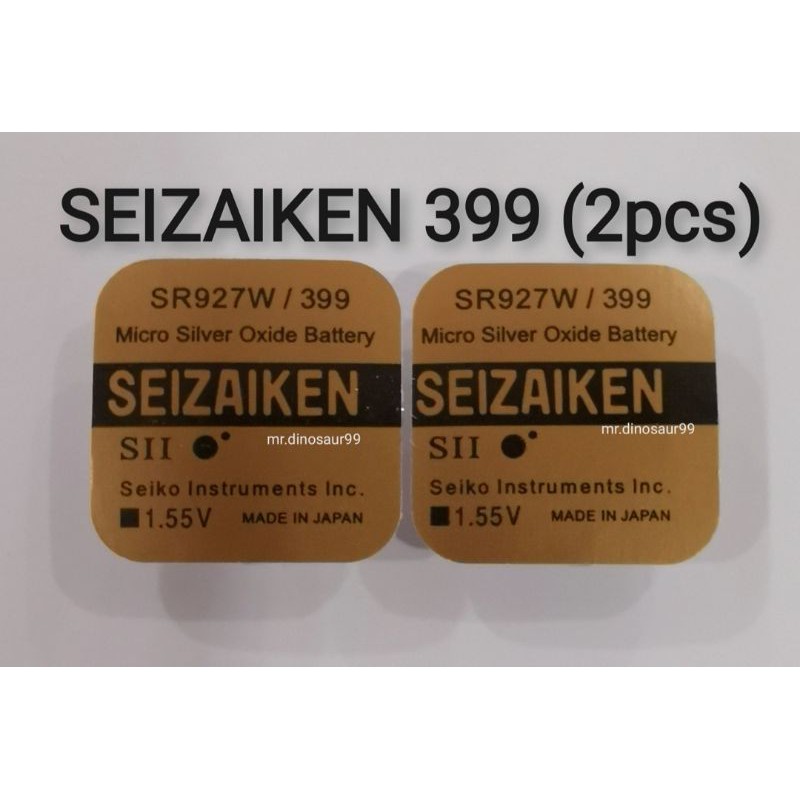 SEIZAIKEN 399 (2pcs)
SR927W / 399
Micro Silver Oxide Battery
SEIZAIKEN
SII
mr.dinosaur99
Seiko Instruments Inc.
1.55V MADE IN JAPAN
SR927W / 399
Micro Silver Oxide Battery
SEIZAIKEN
SII
mr.dinosaur99
Seiko Instruments Inc.
1.55V MADE IN JAPAN